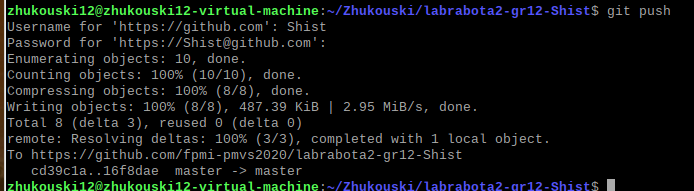 zhukouski12@zhukouski12-virtual-machine:~/Zhukouski/labrabota2-gr12-Shist$ git push
Username for 'https://github.com': Shist
Password for 'https://Shist@github.com':
Enumerating objects: 10, done.
Counting objects: 100% (10/10), done.
Compressing objects: 100% (8/8), done.
Writing objects: 100% (8/8), 487.39 KiB | 2.95 MiB/s, done.
Total 8 (delta 3), reused 0 (delta 0)
remote: Resolving deltas: 100% (3/3), completed with 1 local object.
To https://github.com/fpmi-pmvs2020/labrabota2-gr12-Shist
   cd39c1a..16f8dae  master -> master
zhukouski12@zhukouski12-virtual-machine:~/Zhukouski/labrabota2-gr12-Shist$